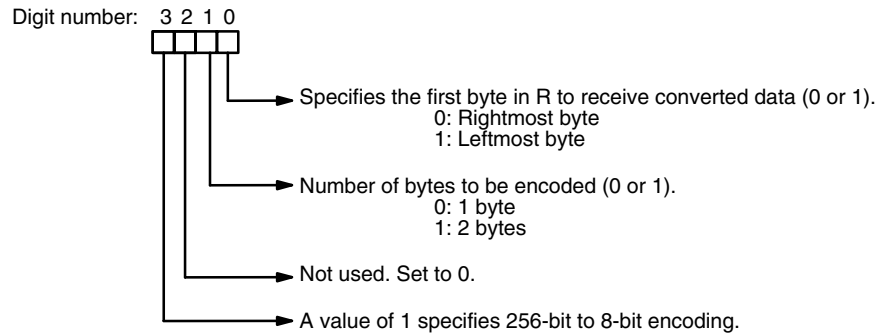 Digit number: 3 2 1 0
Specifies the first byte in R to receive converted data (0 or 1).
0: Rightmost byte
1: Leftmost byte
Number of bytes to be encoded (0 or 1).
0: 1 byte
1: 2 bytes
Not used. Set to 0.
A value of 1 specifies 256-bit to 8-bit encoding.